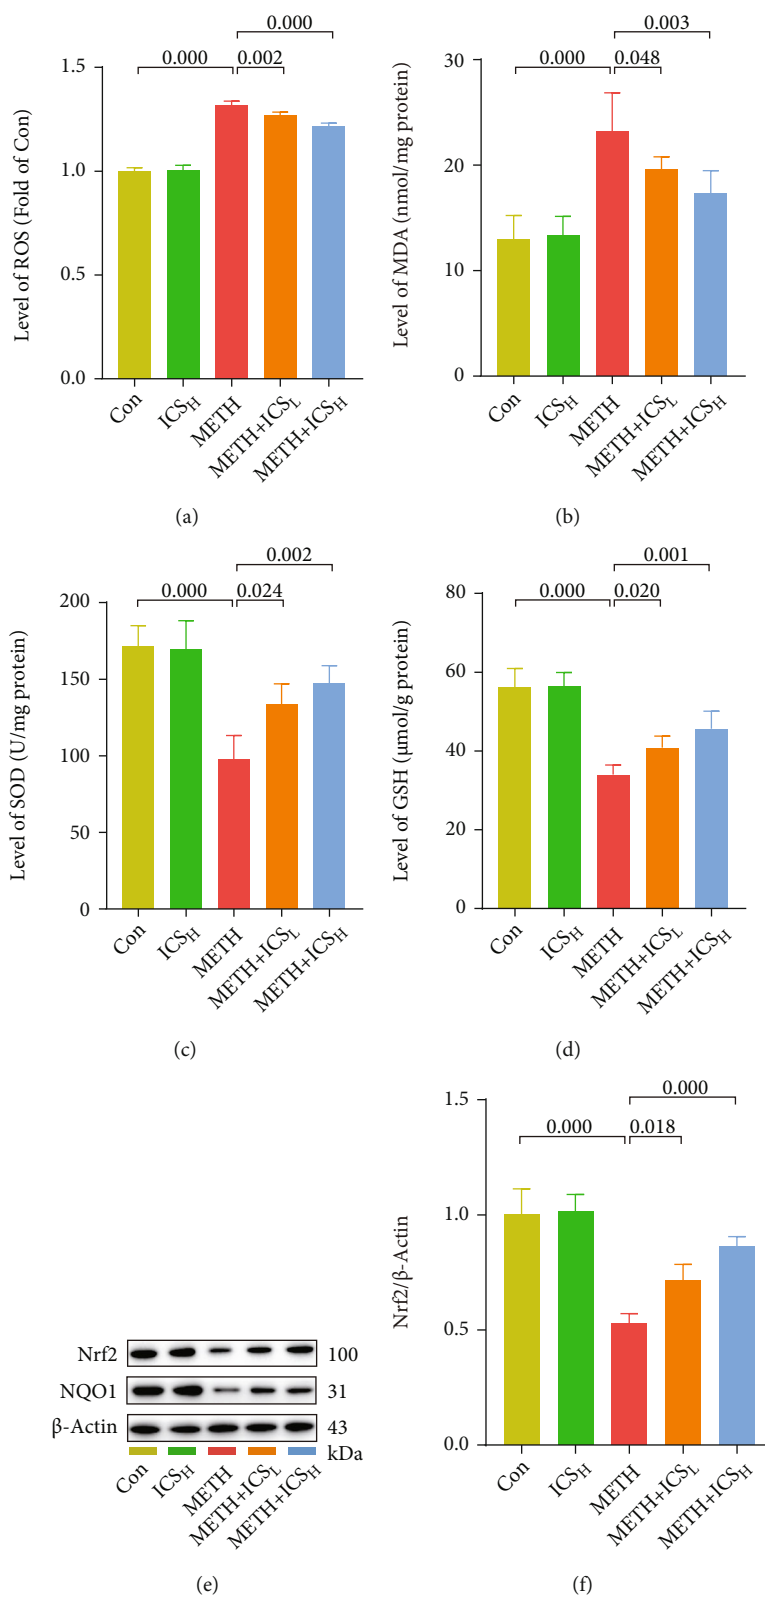 0.000
0.000
0.002
Level of ROS (Fold of Con)
1.5
1.0
0.5
0.0
Con
ICS_H
METH
METH+ICS_L
METH+ICS_H
(a)
0.003
0.000
0.048
Level of MDA (nmol/mg protein)
30
20
10
0
Con
ICS_H
METH
METH+ICS_L
METH+ICS_H
(b)
0.002
0.000
0.024
Level of SOD (U/mg protein)
200
150
100
50
0
Con
ICS_H
METH
METH+ICS_L
METH+ICS_H
(c)
0.001
0.000
0.020
Level of GSH (μmol/g protein)
80
60
40
20
0
Con
ICS_H
METH
METH+ICS_L
METH+ICS_H
(d)
Nrf2 100
NQO1 31
β-Actin 43
kDa
Con
ICS_H
METH
METH+ICS_L
METH+ICS_H
(e)
0.000
0.000
0.018
Nrf2/β-Actin
1.5
1.0
0.5
0.0
Con
ICS_H
METH
METH+ICS_L
METH+ICS_H
(f)